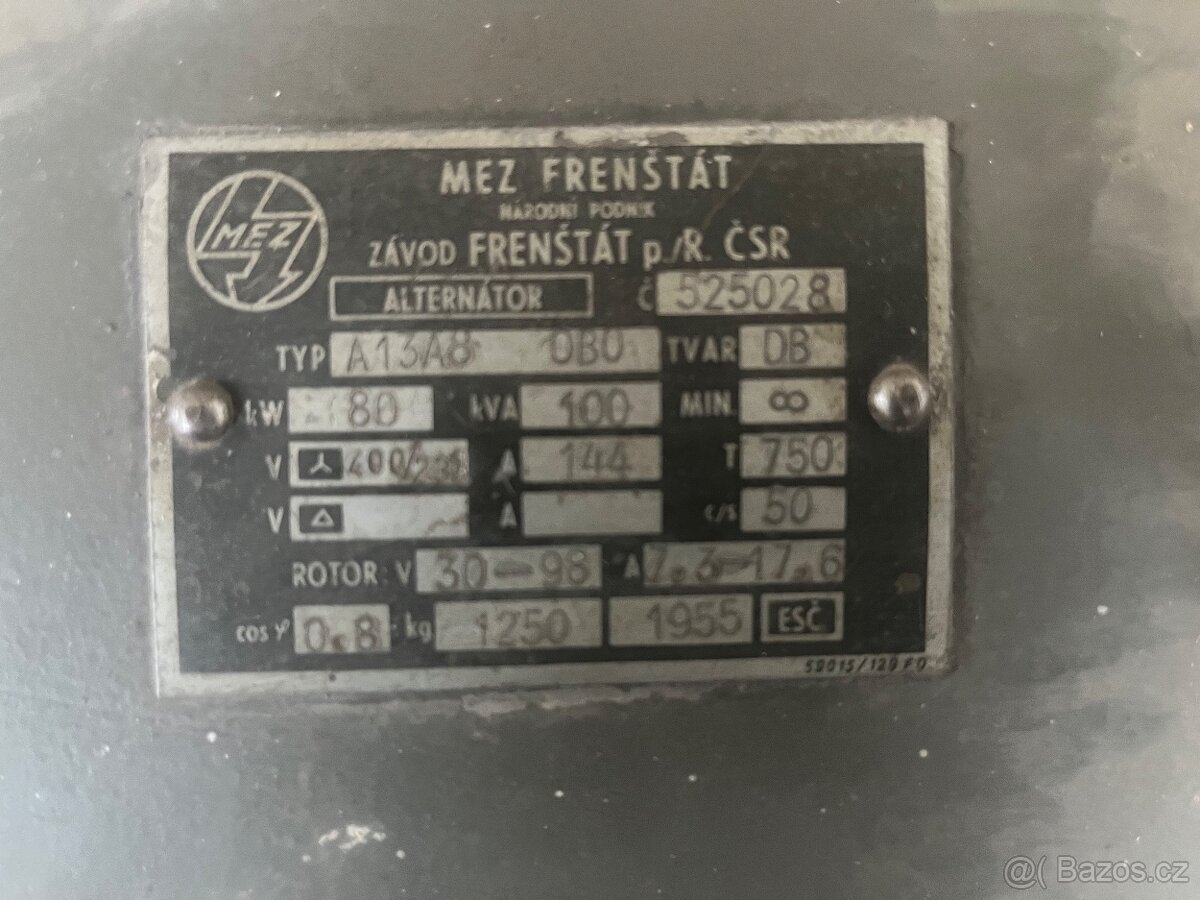 MEZ
MEZ FRENŠTÁT
NÁRODNÍ PODNIK
ZÁVOD FRENŠTÁT p./R. ČSR
ALTERNÁTOR Č 525028
TYP A13A8 OBO TVAR DB
kW 80 kVA 100 MIN. ∞
V 400/231 A 144 T 750
V △ A c/s 50
ROTOR: V 30-98 A 7.3-17.6
cos φ 0.8 kg 1250 1955 ESČ
@( Bazos.cz